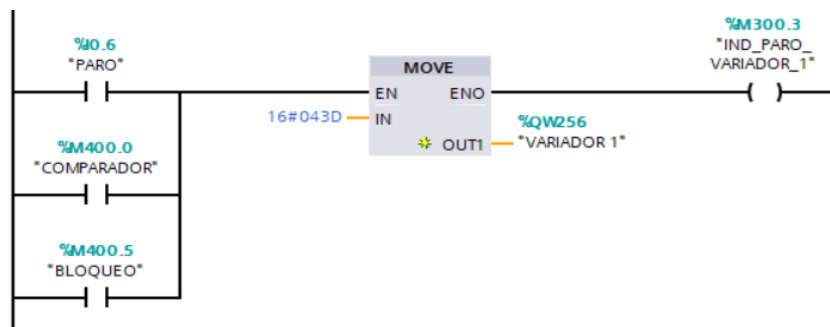 %I0.6
"PARO"
%M300.3
"IND_PARO_
VARIADOR_1"
MOVE
EN
ENO
16#043D
IN
%QW256
OUT1
"VARIADOR 1"
%M400.0
"COMPARADOR"
%M400.5
"BLOQUEO"